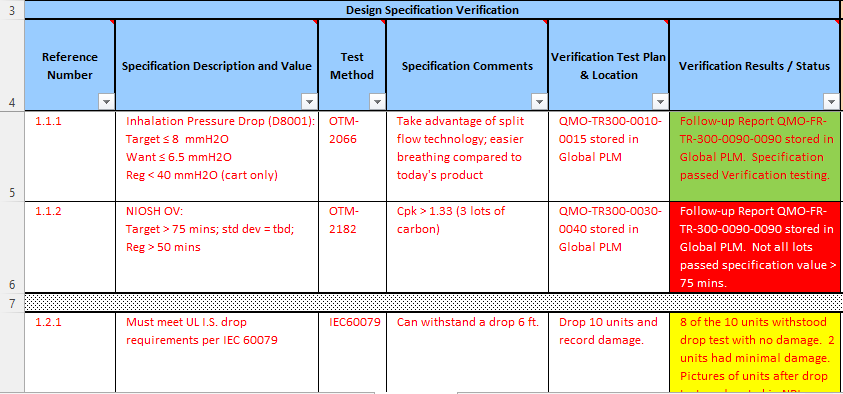 3
Design Specification Verification
4
Reference
Number
Specification Description and Value
Test
Method
Specification Comments
Verification Test Plan
& Location
Verification Results / Status
5
1.1.1
Inhalation Pressure Drop (D8001):
Target ≤ 8  mmH2O
Want ≤ 6.5 mmH2O
Reg < 40 mmH2O (cart only)
OTM-
2066
Take advantage of split
flow technology; easier
breathing compared to
today's product
QMO-TR300-0010-
0015 stored in
Global PLM
Follow-up Report QMO-FR-
TR-300-0090-0090 stored in
Global PLM.  Specification
passed Verification testing.
6
1.1.2
NIOSH OV:
Target > 75 mins; std dev = tbd;
Reg > 50 mins
OTM-
2182
Cpk > 1.33 (3 lots of
carbon)
QMO-TR300-0030-
0040 stored in
Global PLM
Follow-up Report QMO-FR-
TR-300-0090-0090 stored in
Global PLM.  Not all lots
passed specification value >
75 mins.
7
1.2.1
Must meet UL I.S. drop
requirements per IEC 60079
IEC60079
Can withstand a drop 6 ft.
Drop 10 units and
record damage.
8 of the 10 units withstood
drop test with no damage.  2
units had minimal damage.
Pictures of units after drop